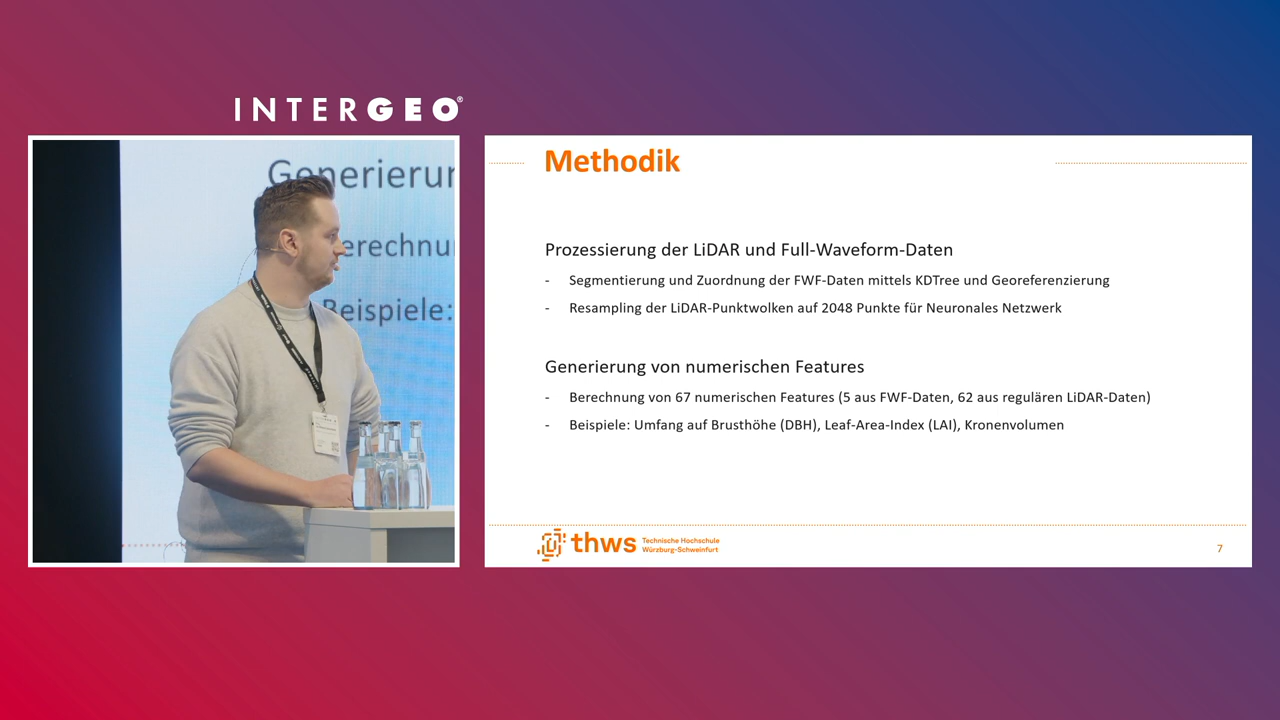 INTERGEO®
Generierur
erechnu
Beispiele:
Methodik
Prozessierung der LiDAR und Full-Waveform-Daten
- Segmentierung und Zuordnung der FWF-Daten mittels KDTree und Georeferenzierung
- Resampling der LiDAR-Punktwolken auf 2048 Punkte für Neuronales Netzwerk
Generierung von numerischen Features
- Berechnung von 67 numerischen Features (5 aus FWF-Daten, 62 aus regulären LiDAR-Daten)
- Beispiele: Umfang auf Brusthöhe (DBH), Leaf-Area-Index (LAI), Kronenvolumen
thws Technische Hochschule
Würzburg-Schweinfurt
7